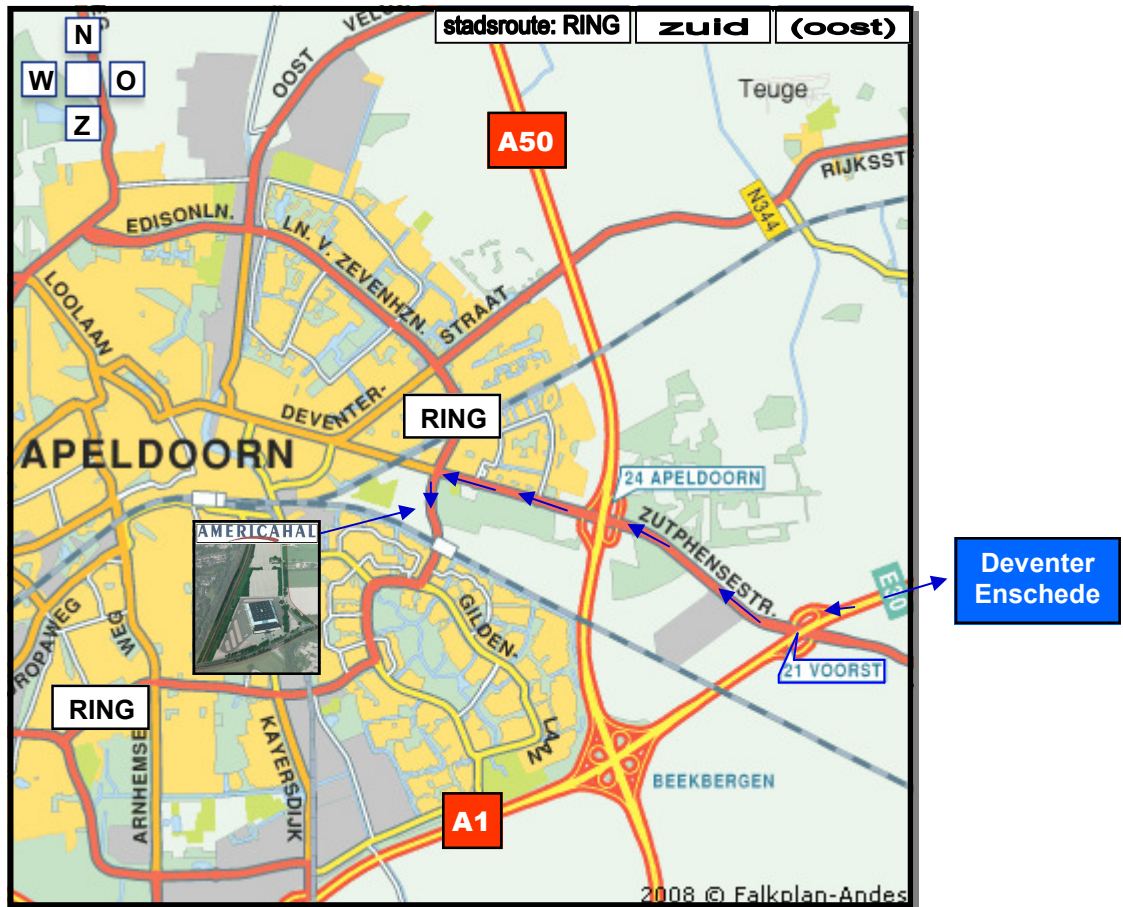 stadsroute: RING
zuid
(oost)
N
W
O
Z
OOST
VELUW
Teuge
A50
RIJKSST
N344
EDISONLN.
LN. V. ZEVENHZN.
STRAAT
LOOLAAN
DEVENTER-
RING
APELDOORN
24 APELDOORN
AMERICAHAL
ZUTPHENSESTR.
Deventer
Enschede
GILDEN-
21 VOORST
WEG
ROPAWEG
RING
LAAN
KAYERSDIJK
ARNHEMSE
BEEKBERGEN
A1
2008 © Falkplan-Andes